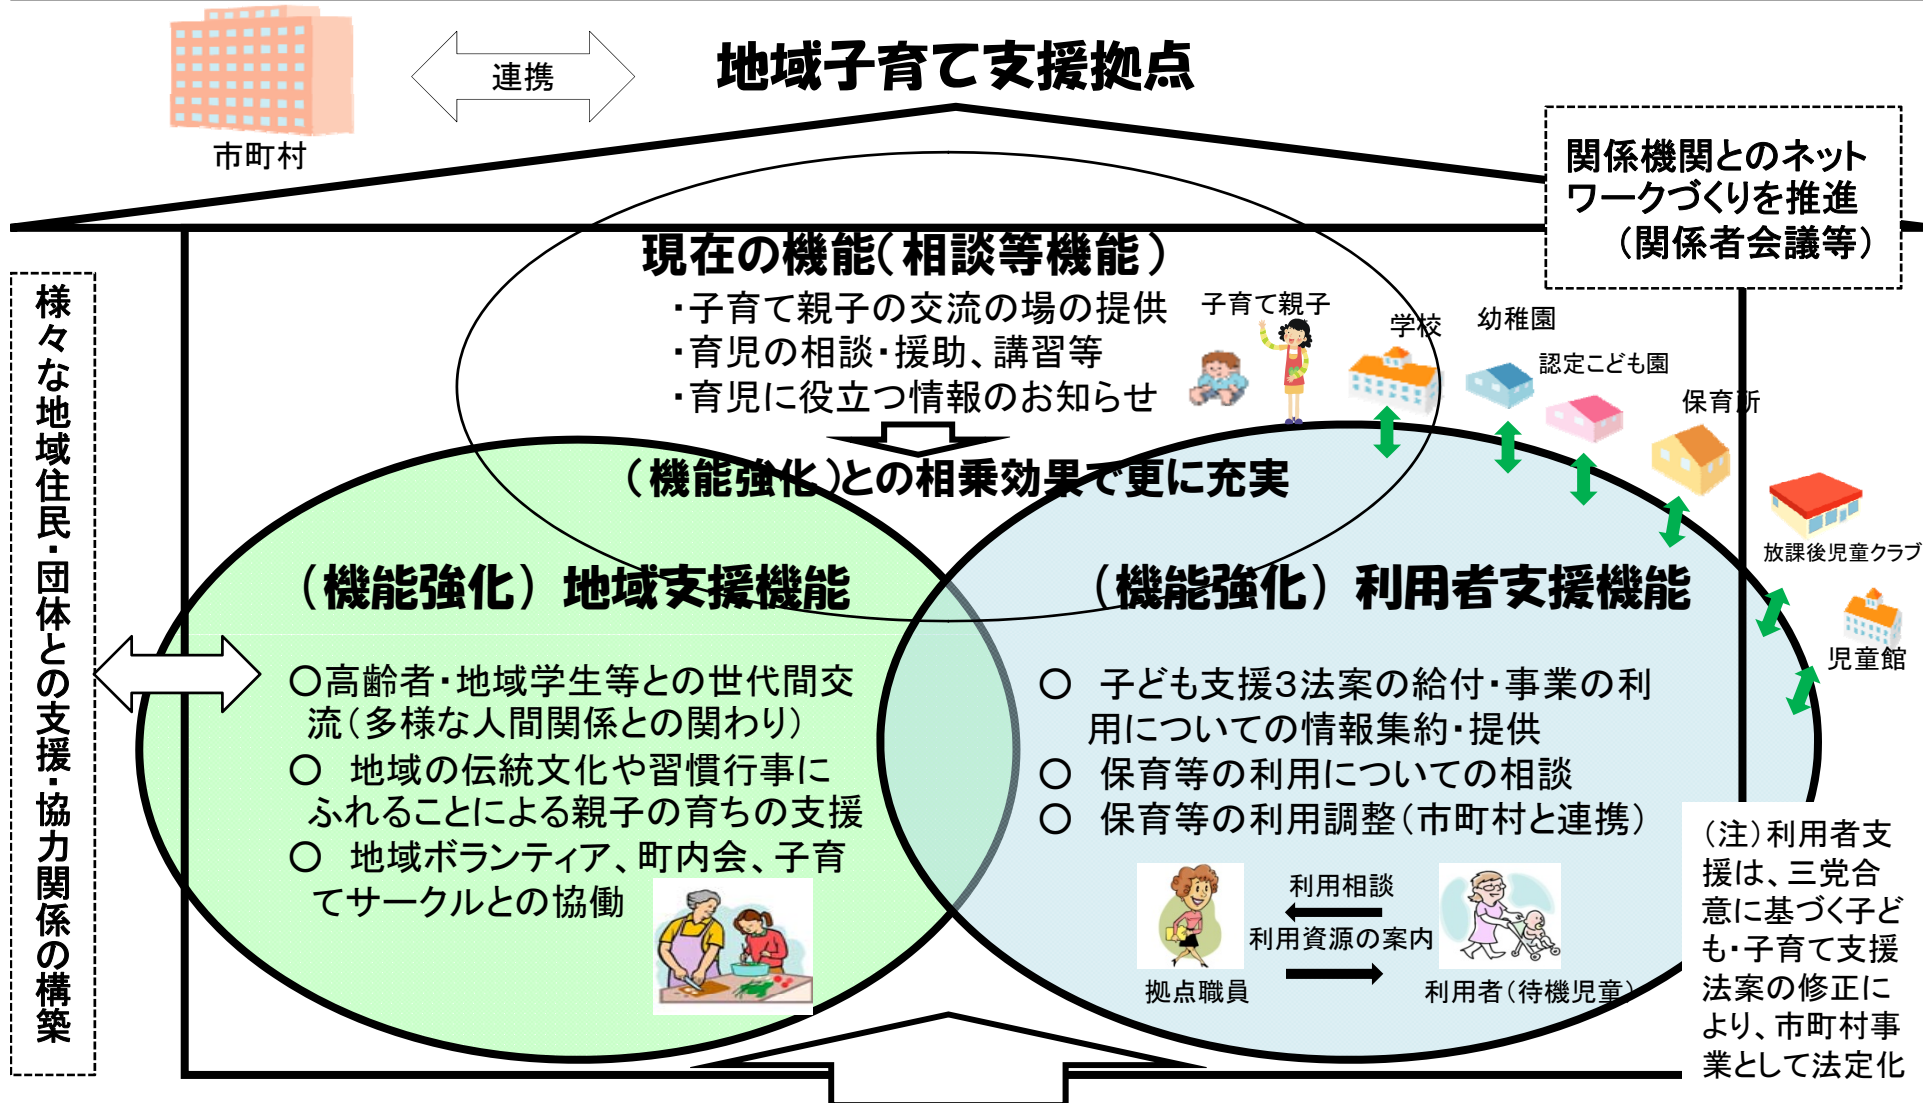 地域子育て支援拠点
連携
市町村
関係機関とのネット
ワークづくりを推進
（関係者会議等）
様々な地域住民・団体との支援・協力関係の構築
現在の機能（相談等機能）
・子育て親子の交流の場の提供
・育児の相談・援助、講習等
・育児に役立つ情報のお知らせ
子育て親子
学校
幼稚園
認定こども園
保育所
放課後児童クラブ
児童館
（機能強化）との相乗効果で更に充実
（機能強化）地域支援機能
○高齢者・地域学生等との世代間交
流（多様な人間関係との関わり）
○ 地域の伝統文化や習慣行事に
ふれることによる親子の育ちの支援
○ 地域ボランティア、町内会、子育
てサークルとの協働
（機能強化）利用者支援機能
○ 子ども支援３法案の給付・事業の利
用についての情報集約・提供
○ 保育等の利用についての相談
○ 保育等の利用調整（市町村と連携）
利用相談
利用資源の案内
拠点職員
利用者（待機児童）
（注）利用者支
援は、三党合
意に基づく子ど
も・子育て支援
法案の修正に
より、市町村事
業として法定化